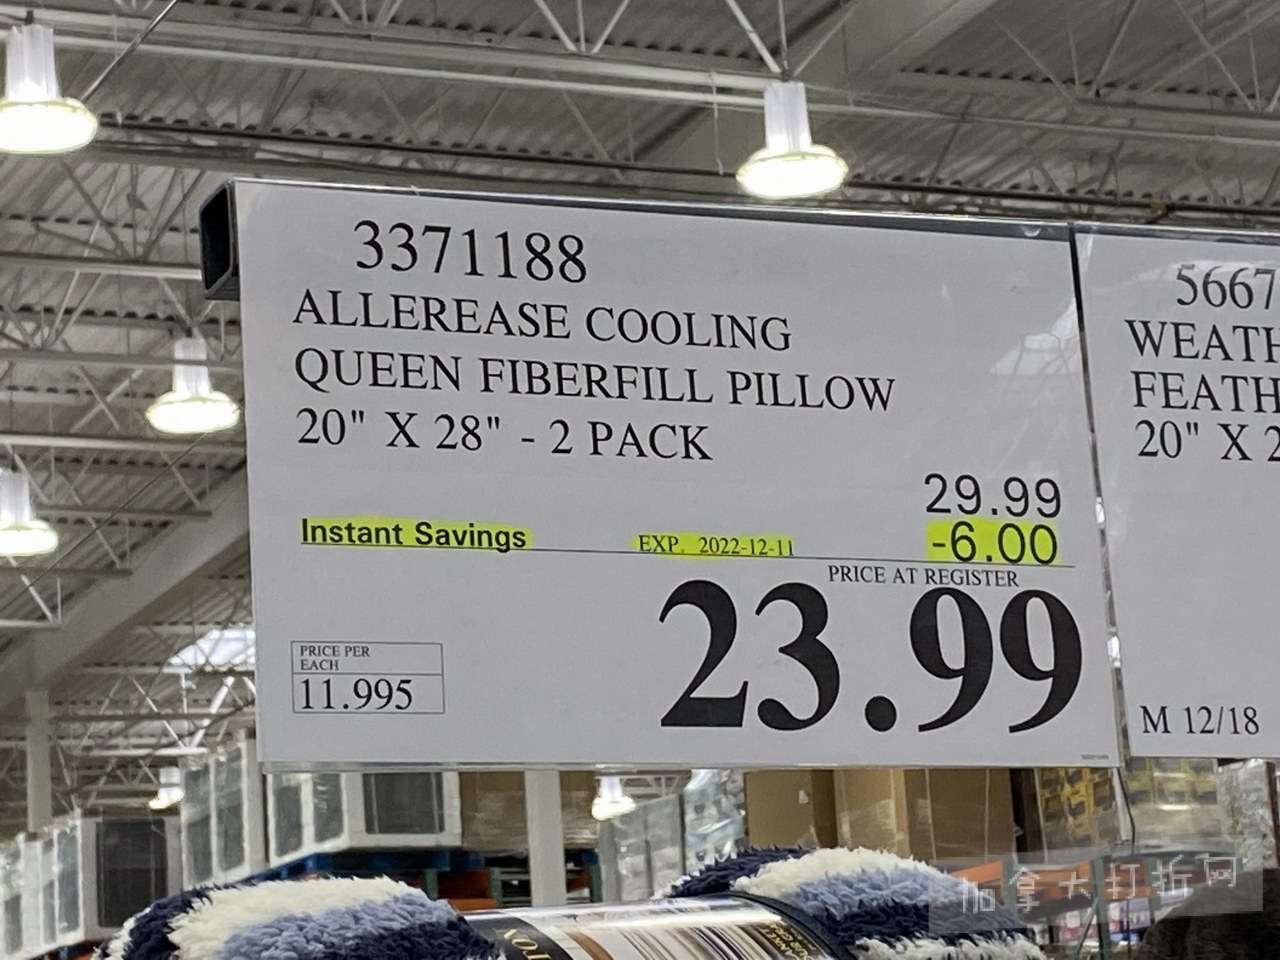 3371188
ALLEREASE COOLING
QUEEN FIBERFILL PILLOW
20" X 28" - 2 PACK
29.99
Instant Savings EXP. 2022-12-11 -6.00
PRICE AT REGISTER
23.99
PRICE PER
EACH
11.995
5667
WEATH
FEATH
20" X 2
M 12/18
加拿大打折网